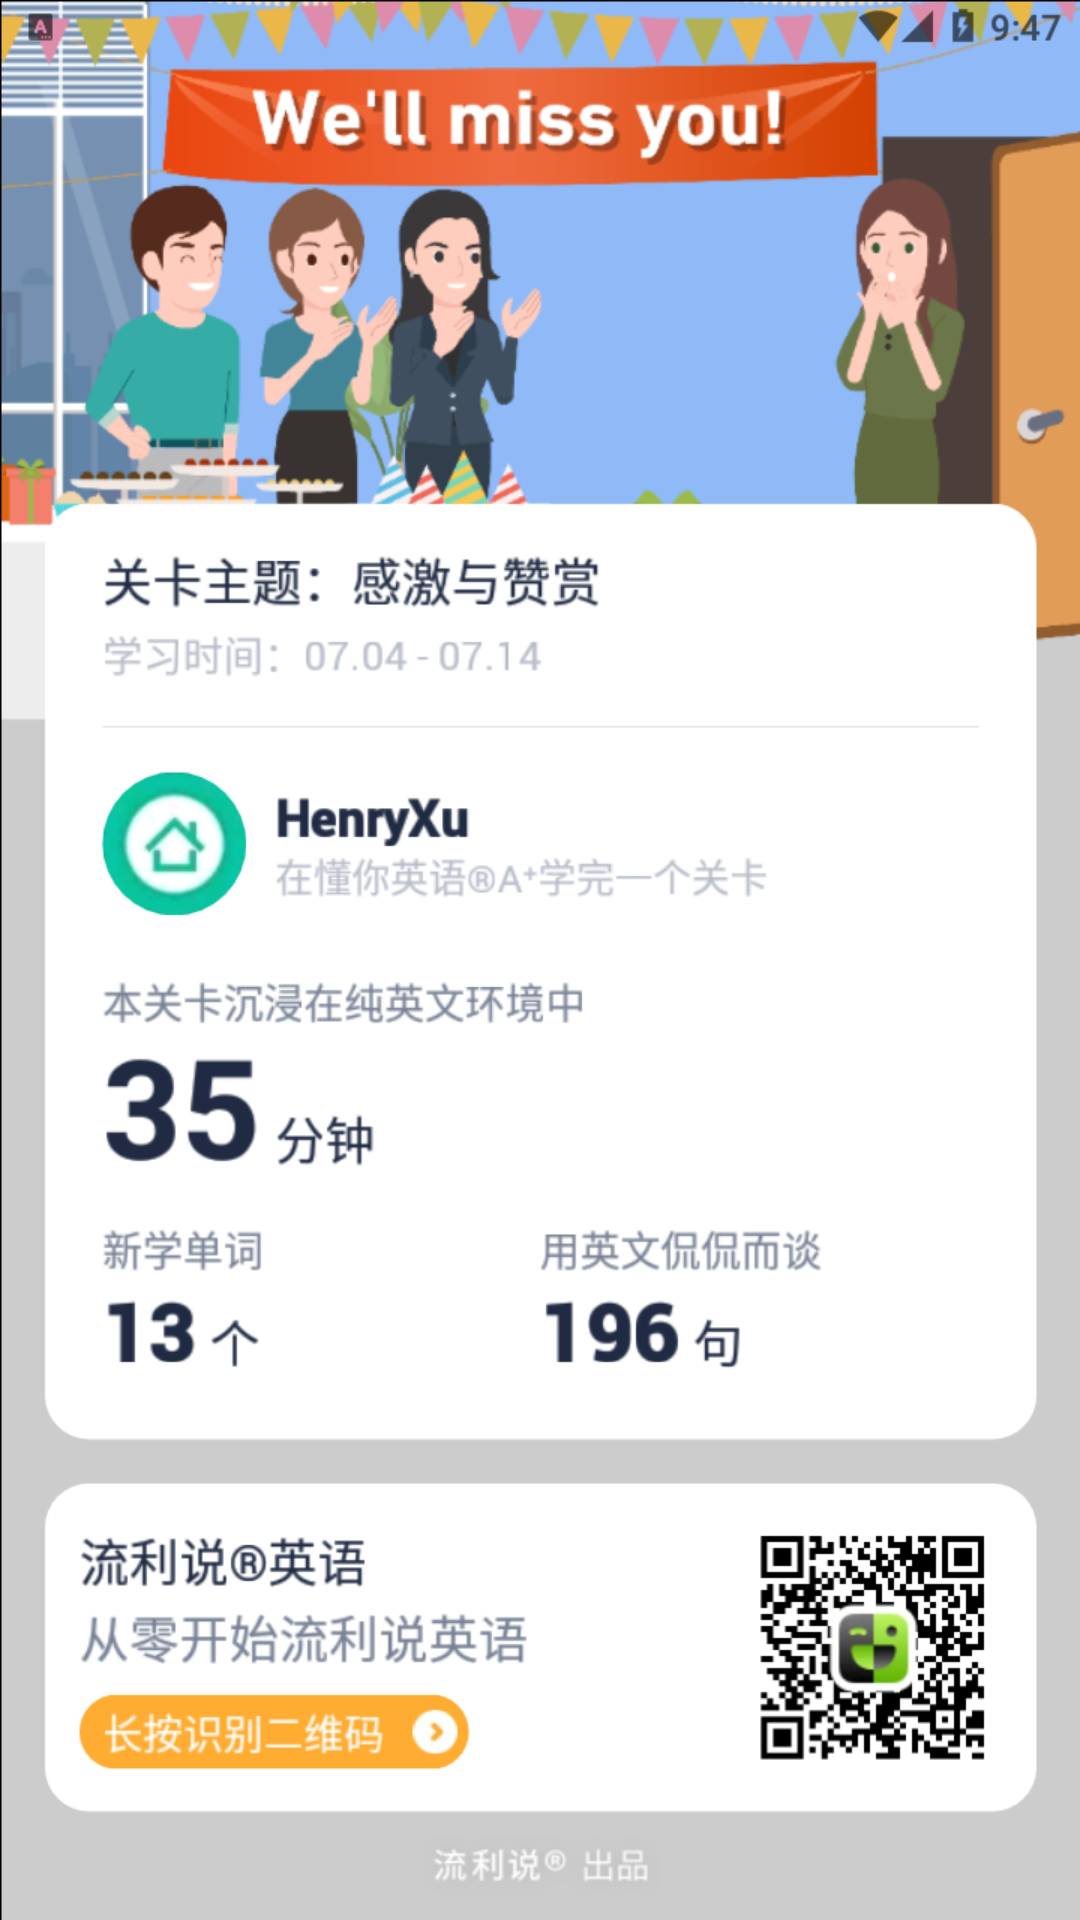 9:47
We'll miss you!
关卡主题：感激与赞赏
学习时间：07.04 - 07.14
HenryXu
在懂你英语®A⁺学完一个关卡
本关卡沉浸在纯英文环境中
35 分钟
新学单词 用英文侃侃而谈
13 个 196 句
流利说®英语
从零开始流利说英语
长按识别二维码
流利说® 出品